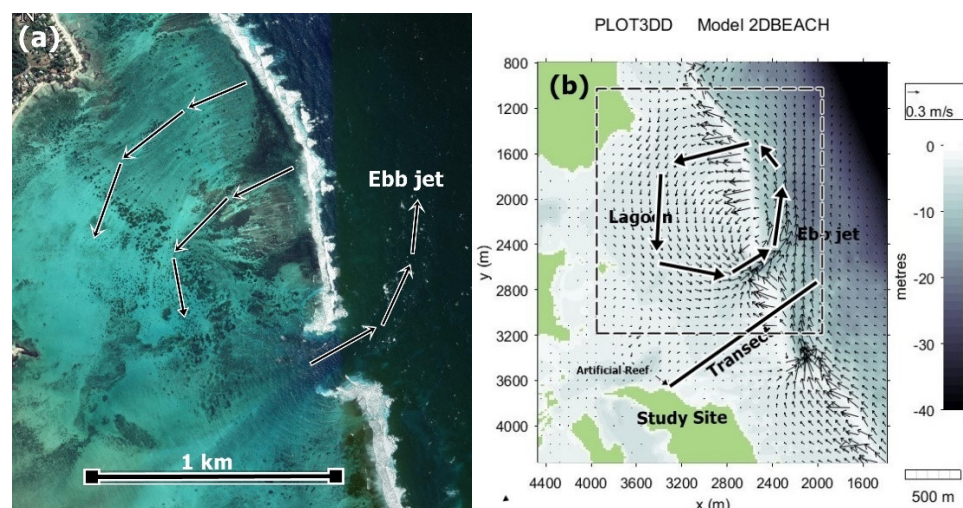 N
(a)
Ebb jet
1 km
PLOT3DD Model 2DBEACH
(b)
800
1200
1600
2000
2400
2800
3200
3600
4000
y (m)
4400 4000 3600 3200 2800 2400 2000 1600
x (m)
Lagoon
Ebb jet
Transect
Artificial Reef
Study Site
0.3 m/s
0
-10
-20
-30
-40
metres
500 m